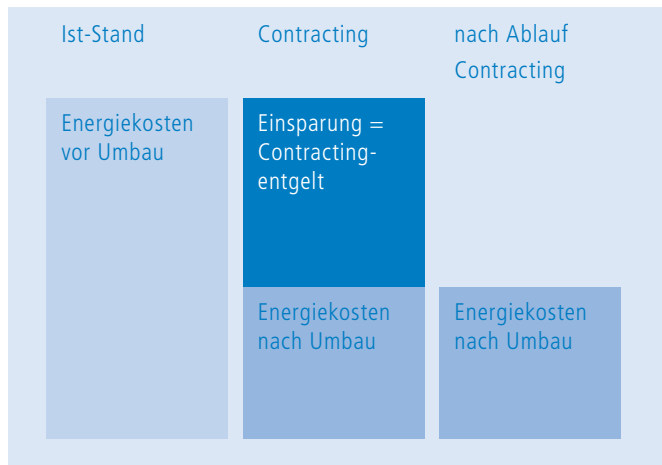 Ist-Stand
Contracting
nach Ablauf
Contracting
Energiekosten
vor Umbau
Einsparung =
Contracting-
entgelt
Energiekosten
nach Umbau
Energiekosten
nach Umbau